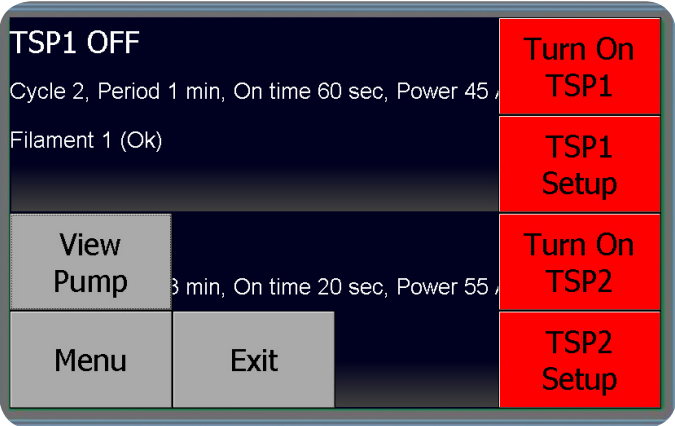 TSP1 OFF
Cycle 2, Period 1 min, On time 60 sec, Power 45
Filament 1 (Ok)
min, On time 20 sec, Power 55
Turn On
TSP1
TSP1
Setup
Turn On
TSP2
TSP2
Setup
View
Pump
Menu
Exit